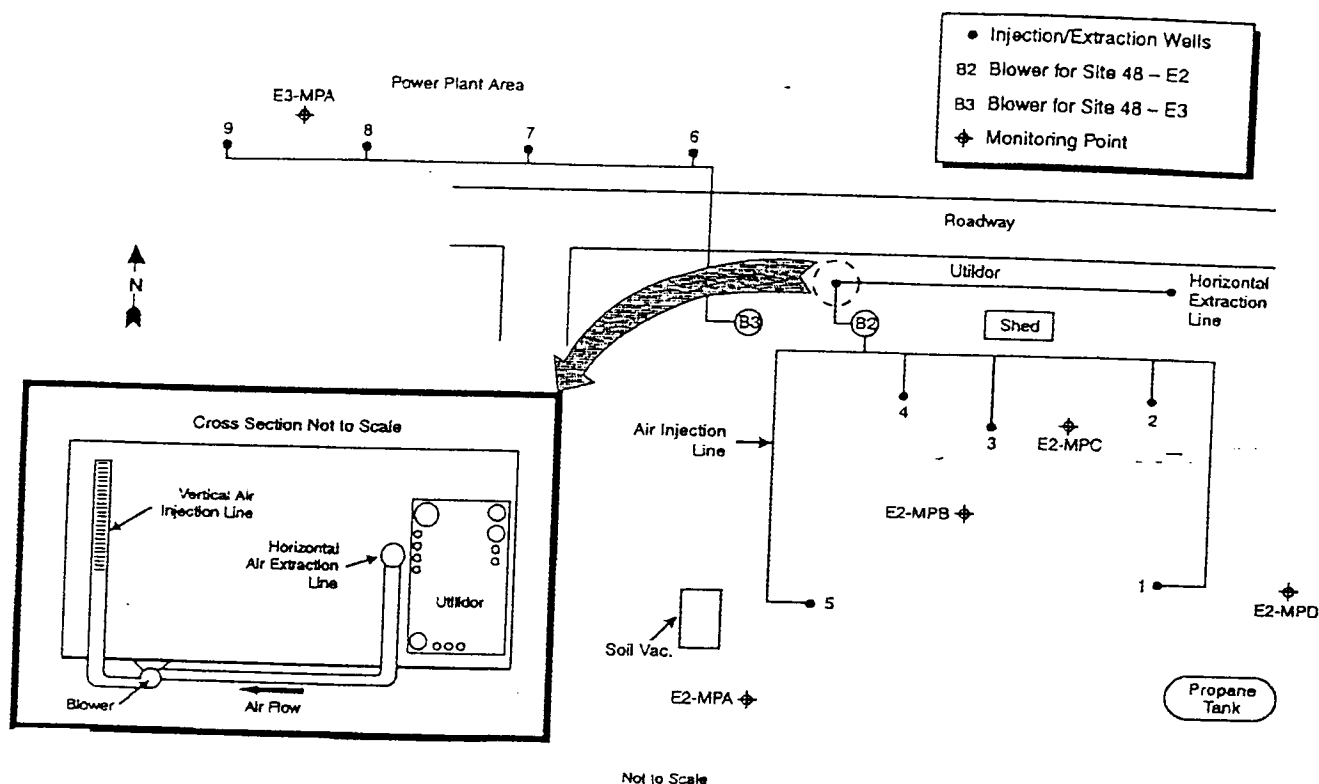 Injection/Extraction Wells
B2 Blower for Site 48 – E2
B3 Blower for Site 48 – E3
Monitoring Point
Power Plant Area
E3-MPA
9
8
7
6
Roadway
N
Utilidor
Horizontal
Extraction
Line
B3
B2
Shed
4
3
2
E2-MPC
Air Injection
Line
E2-MPB
1
5
E2-MPD
Soil Vac.
E2-MPA
Propane
Tank
Cross Section Not to Scale
Vertical Air
Injection Line
Horizontal
Air Extraction
Line
Utilidor
Blower
Air Flow
Not to Scale